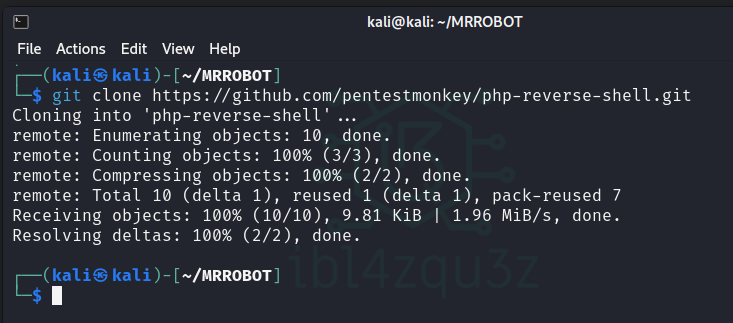 kali@kali: ~/MRROBOT
File Actions Edit View Help
┌──(kali㉿kali)-[~/MRROBOT]
└─$ git clone https://github.com/pentestmonkey/php-reverse-shell.git
Cloning into 'php-reverse-shell'...
remote: Enumerating objects: 10, done.
remote: Counting objects: 100% (3/3), done.
remote: Compressing objects: 100% (2/2), done.
remote: Total 10 (delta 1), reused 1 (delta 1), pack-reused 7
Receiving objects: 100% (10/10), 9.81 KiB | 1.96 MiB/s, done.
Resolving deltas: 100% (2/2), done.
┌──(kali㉿kali)-[~/MRROBOT]
└─$
ibl4zqu3z